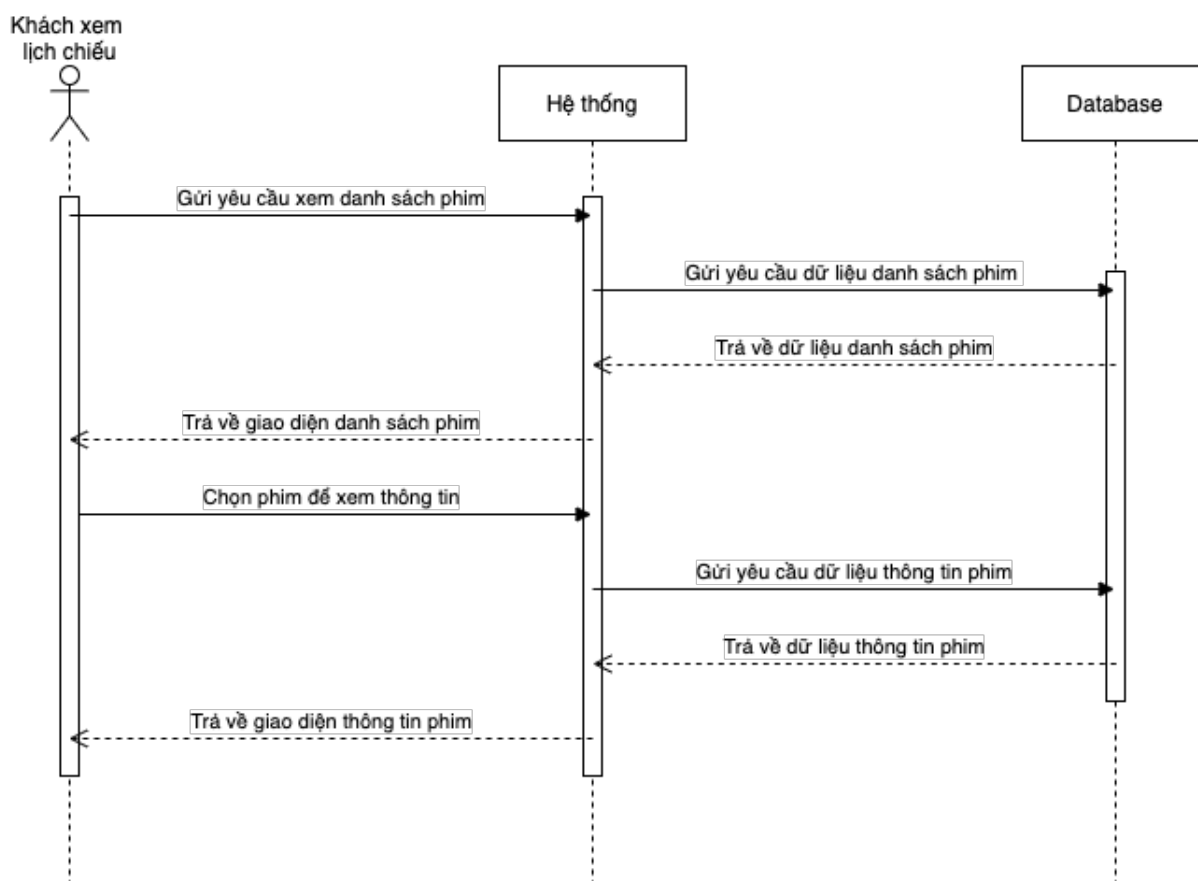 Khách xem
lịch chiếu
Hệ thống
Database
Gửi yêu cầu xem danh sách phim
Gửi yêu cầu dữ liệu danh sách phim
Trả về dữ liệu danh sách phim
Trả về giao diện danh sách phim
Chọn phim để xem thông tin
Gửi yêu cầu dữ liệu thông tin phim
Trả về dữ liệu thông tin phim
Trả về giao diện thông tin phim